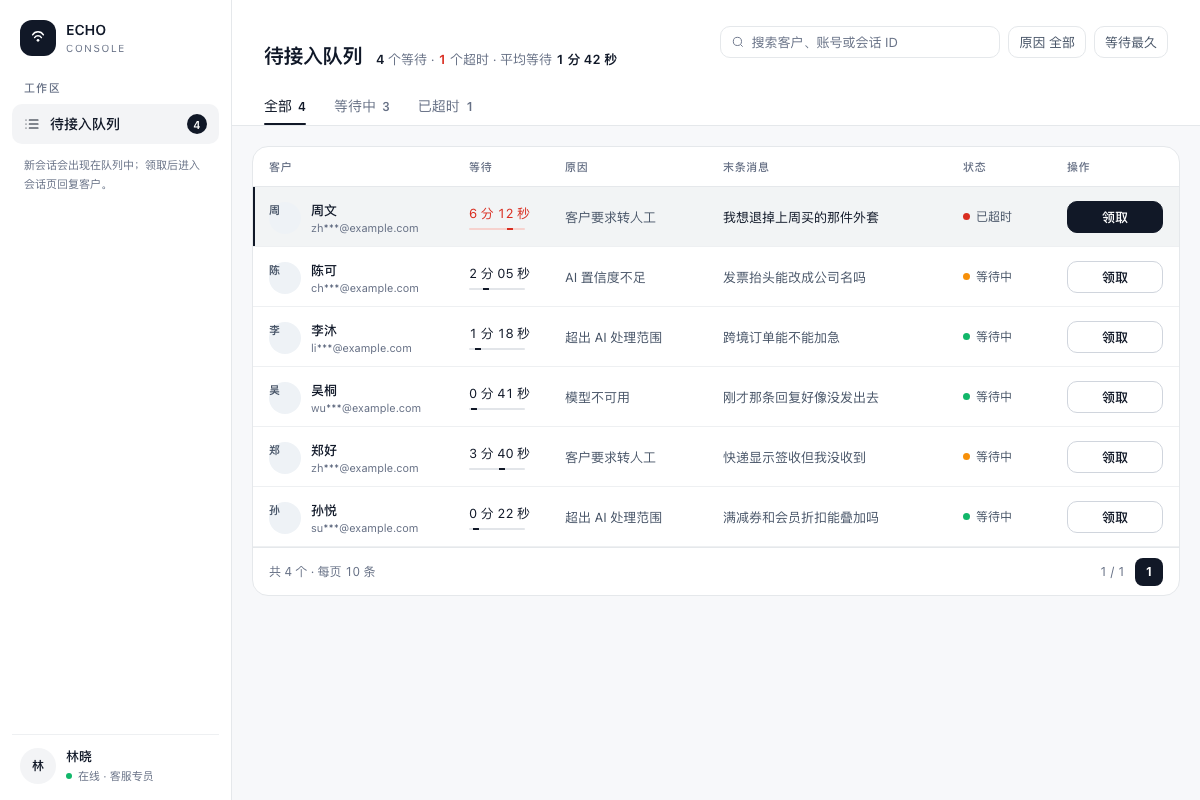 ECHO
CONSOLE
工作区
待接入队列 4
新会话会出现在队列中；领取后进入
会话页回复客户。
林
林晓
在线 · 客服专员
待接入队列 4 个等待 · 1 个超时 · 平均等待 1 分 42 秒
搜索客户、账号或会话 ID
原因 全部
等待最久
全部 4 等待中 3 已超时 1
客户 等待 原因 末条消息 状态 操作
周 周文 6 分 12 秒 客户要求转人工 我想退掉上周买的那件外套 已超时 领取
zh***@example.com
陈 陈可 2 分 05 秒 AI 置信度不足 发票抬头能改成公司名吗 等待中 领取
ch***@example.com
李 李沐 1 分 18 秒 超出 AI 处理范围 跨境订单能不能加急 等待中 领取
li***@example.com
吴 吴桐 0 分 41 秒 模型不可用 刚才那条回复好像没发出去 等待中 领取
wu***@example.com
郑 郑好 3 分 40 秒 客户要求转人工 快递显示签收但我没收到 等待中 领取
zh***@example.com
孙 孙悦 0 分 22 秒 超出 AI 处理范围 满减券和会员折扣能叠加吗 等待中 领取
su***@example.com
共 4 个 · 每页 10 条 1 / 1 1